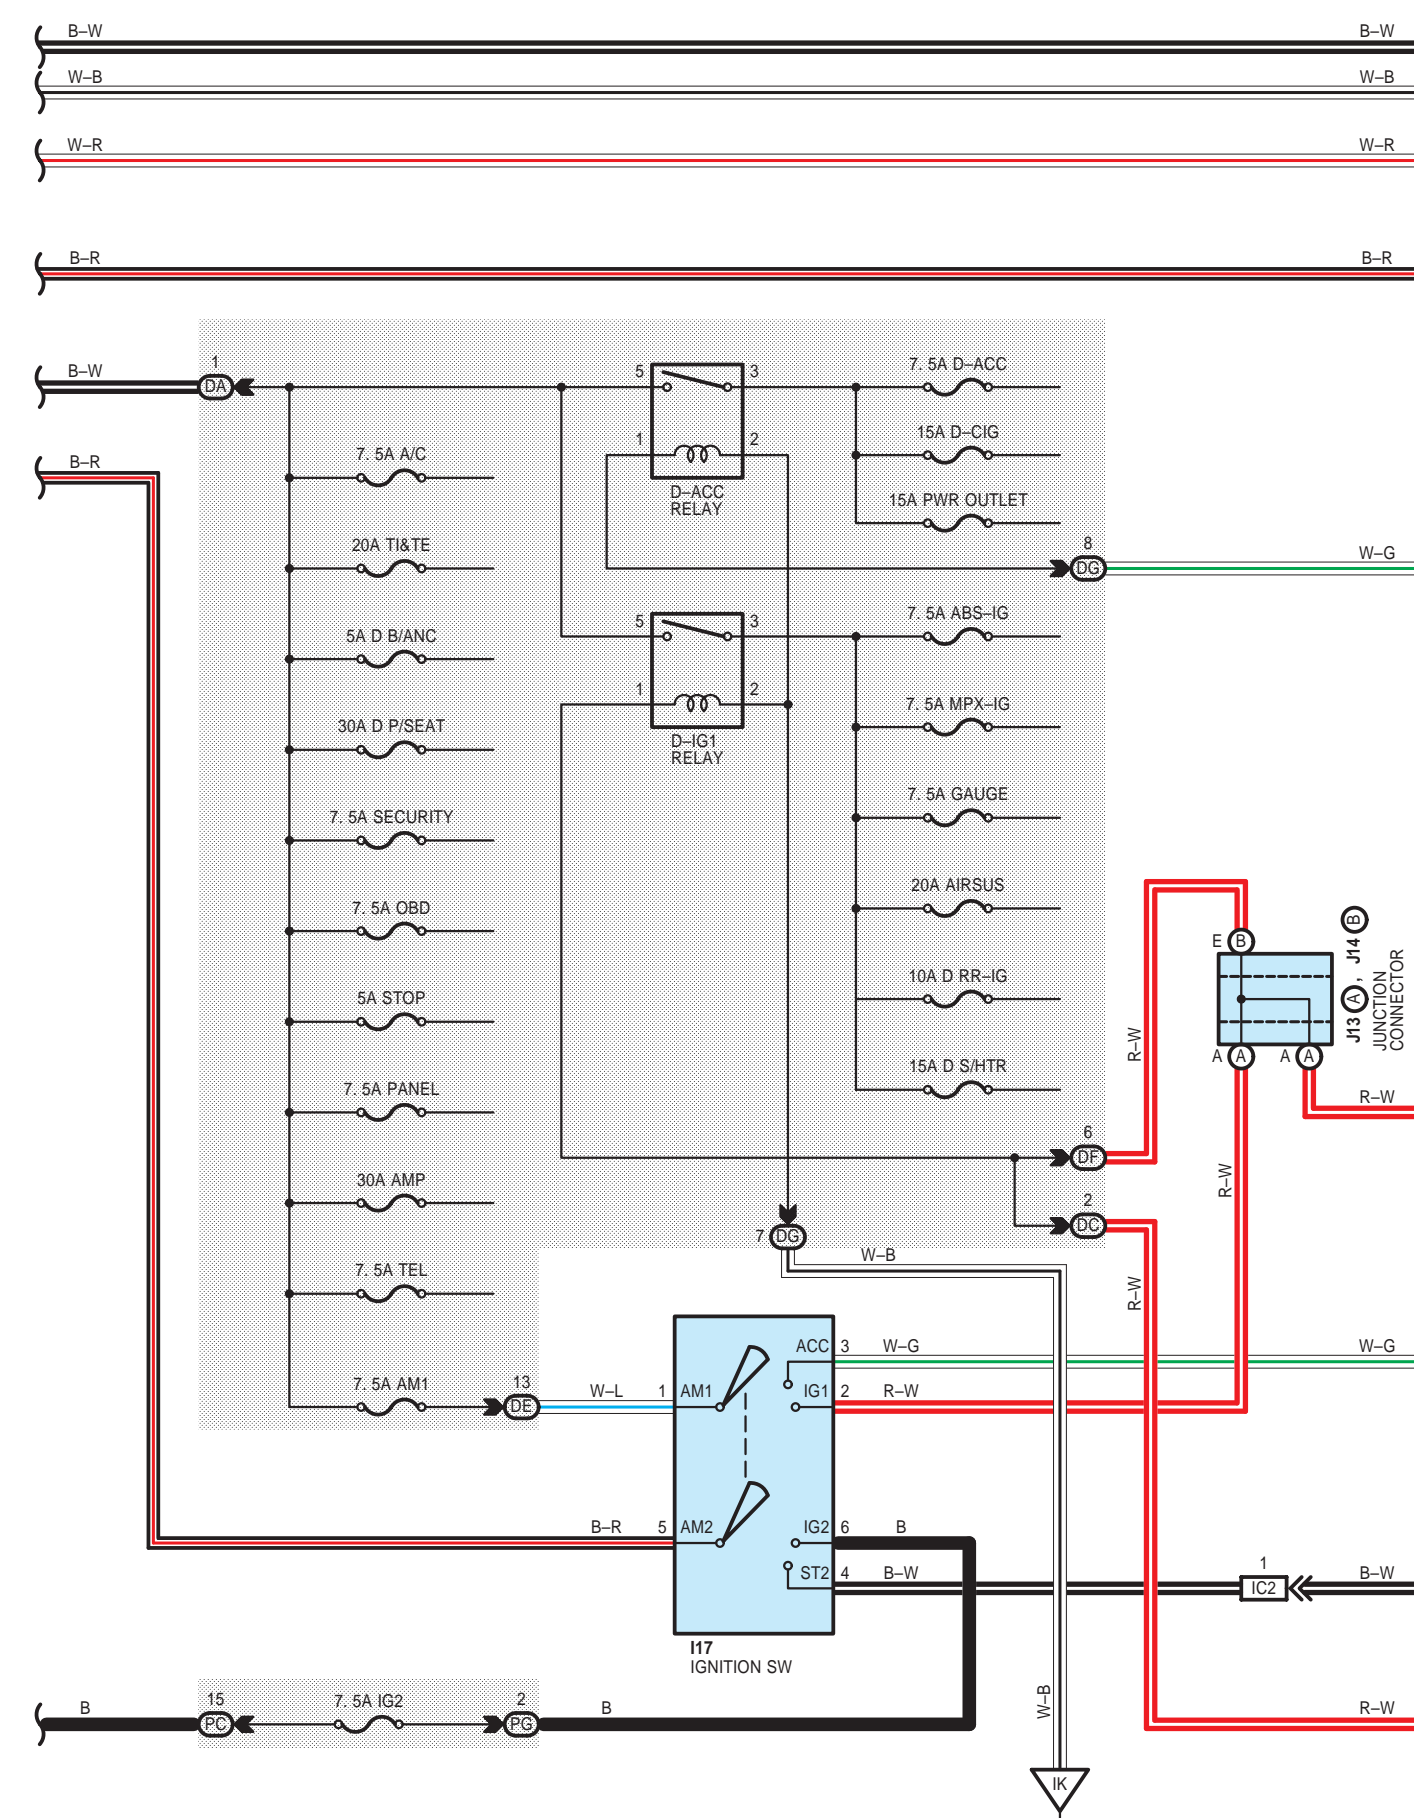 B–W B–W
W–B W–B
W–R W–R
B–R B–R
1
B–W DA
B–R
5 3
7. 5A D–ACC
15A D–CIG
1 2
7. 5A A/C
D–ACC
RELAY
15A PWR OUTLET
20A TI&TE
8
DG
W–G
5A D B/ANC
5 3
7. 5A ABS–IG
1 2
7. 5A MPX–IG
30A D P/SEAT
D–IG1
RELAY
7. 5A GAUGE
7. 5A SECURITY
20A AIRSUS
7. 5A OBD
10A D RR–IG
5A STOP
15A D S/HTR
7. 5A PANEL
30A AMP
7. 5A TEL
7. 5A AM1
E B
A A A A
J13 A , J14 B
JUNCTION
CONNECTOR
R–W
R–W
R–W
6
DF
2
DC
R–W
7 DG
W–B
13
DE
W–L
1 AM1
ACC 3 W–G W–G
IG1 2 R–W
B–R
5 AM2
IG2 6 B
ST2 4 B–W
1
IC2
B–W
I17
IGNITION SW
B
15
PC
7. 5A IG2
2
PG
B
W–B
R–W
IK